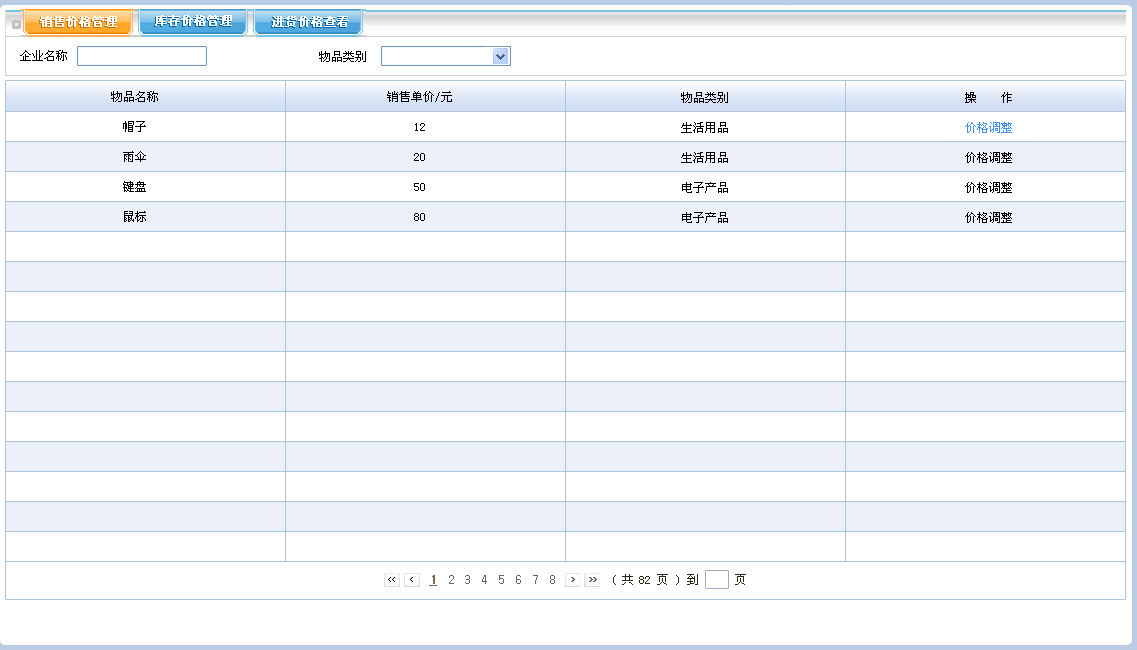 销售价格管理 库存价格管理 进货价格查看
企业名称 物品类别
物品名称 销售单价/元 物品类别 操 作
帽子 12 生活用品 价格调整
雨伞 20 生活用品 价格调整
键盘 50 电子产品 价格调整
鼠标 80 电子产品 价格调整
« ‹ 1 2 3 4 5 6 7 8 › » ( 共 82 页 ) 到 页